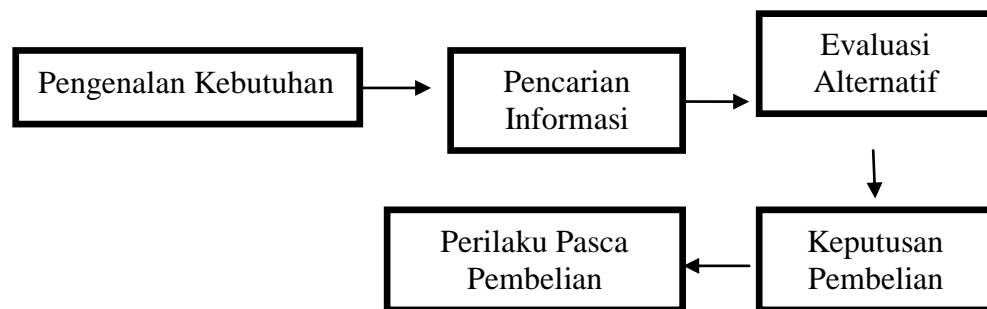 Pengenalan Kebutuhan
Pencarian
Informasi
Evaluasi
Alternatif
Keputusan
Pembelian
Perilaku Pasca
Pembelian